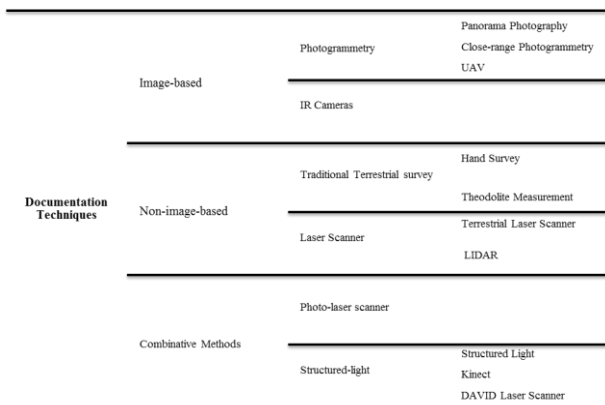 Documentation
Techniques
Image-based
Photogrammetry
Panorama Photography
Close-range Photogrammetry
UAV
IR Cameras
Non-image-based
Traditional Terrestrial survey
Hand Survey
Theodolite Measurement
Laser Scanner
Terrestrial Laser Scanner
LIDAR
Combinative Methods
Photo-laser scanner
Structured-light
Structured Light
Kinect
DAVID Laser Scanner